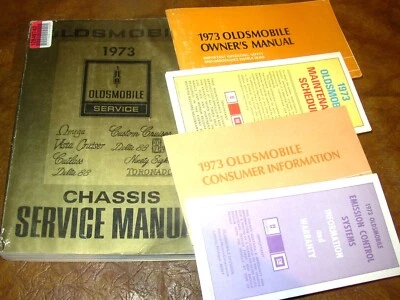 OLDSMOBILE
1973
OLDSMOBILE
SERVICE
Omega
Custom Cruiser
Vista Cruiser
Delta 88
Cutlass
Ninety Eight
Delta 88
TORONADO
CHASSIS
SERVICE MANUAL
1973 OLDSMOBILE
OWNER'S MANUAL
1973
OLDSMOBILE
MAINTENA
SCHEDU
1973 OLDSMOBILE
CONSUMER INFORMATION
1973 OLDSMOBILE
EMISSION CONTROL
SYSTEMS
INFORMATION
and
WARRANTY